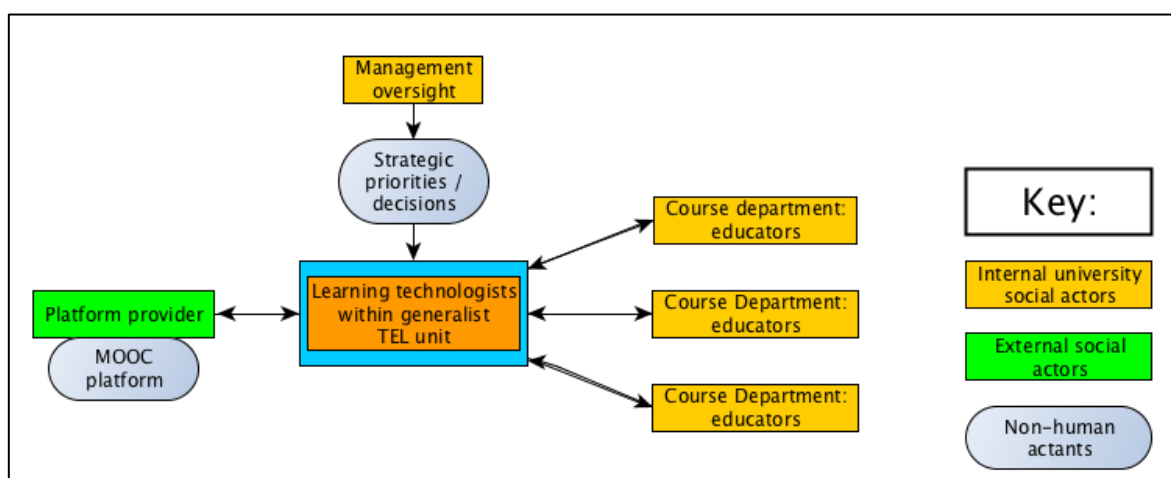 Management
oversight
Strategic
priorities /
decisions
Course department:
educators
Learning technologists
within generalist
TEL unit
Platform provider
MOOC
platform
Course Department:
educators
Course Department:
educators
Key:
Internal university
social actors
External social
actors
Non-human
actants